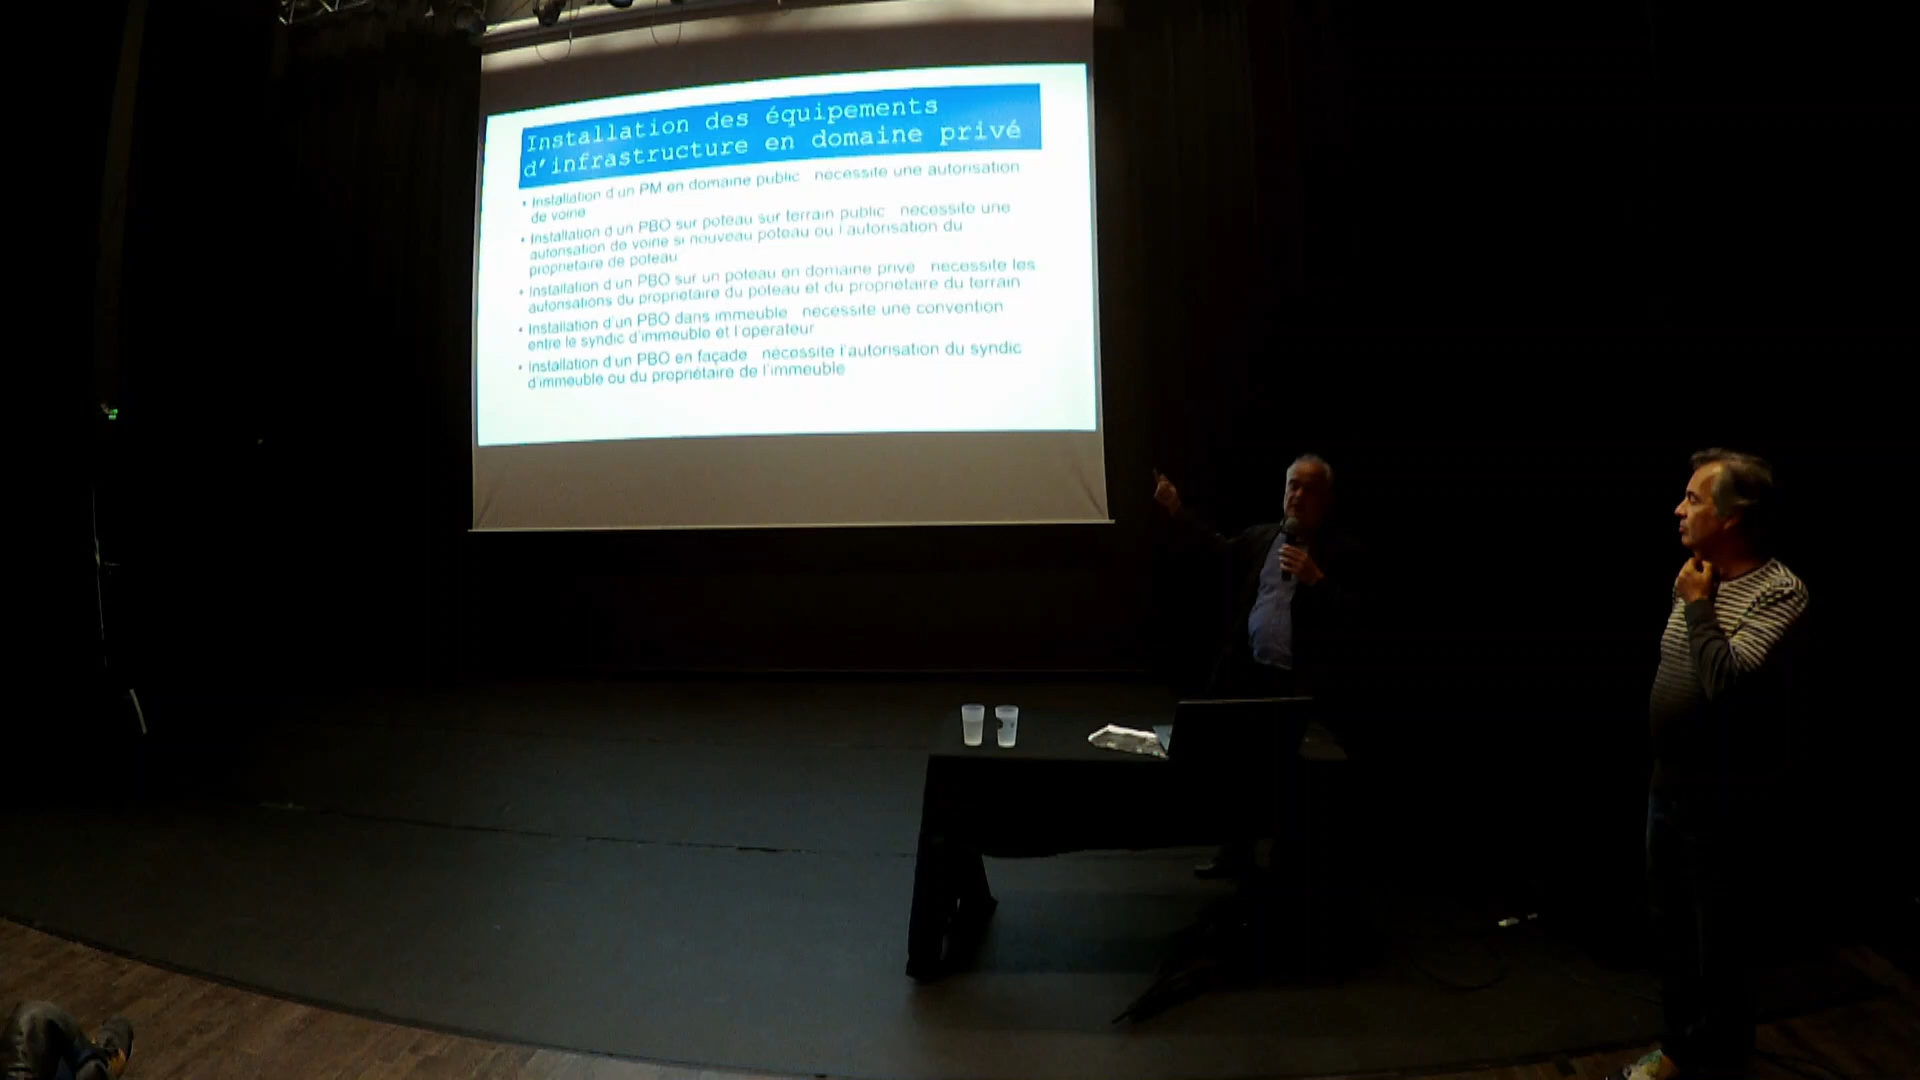 Installation des équipements
d'infrastructure en domaine privé
• Installation d'un PM en domaine public nécessite une autorisation
de voirie
• Installation d'un PBO sur poteau sur terrain public nécessite une
autorisation de voirie si nouveau poteau ou l'autorisation du
propriétaire de poteau
• Installation d'un PBO sur un poteau en domaine privé nécessite les
autorisations du propriétaire du poteau et du propriétaire du terrain
• Installation d'un PBO dans immeuble nécessite une convention
entre le syndic d'immeuble et l'opérateur
• Installation d'un PBO en façade nécessite l'autorisation du syndic
d'immeuble ou du propriétaire de l'immeuble